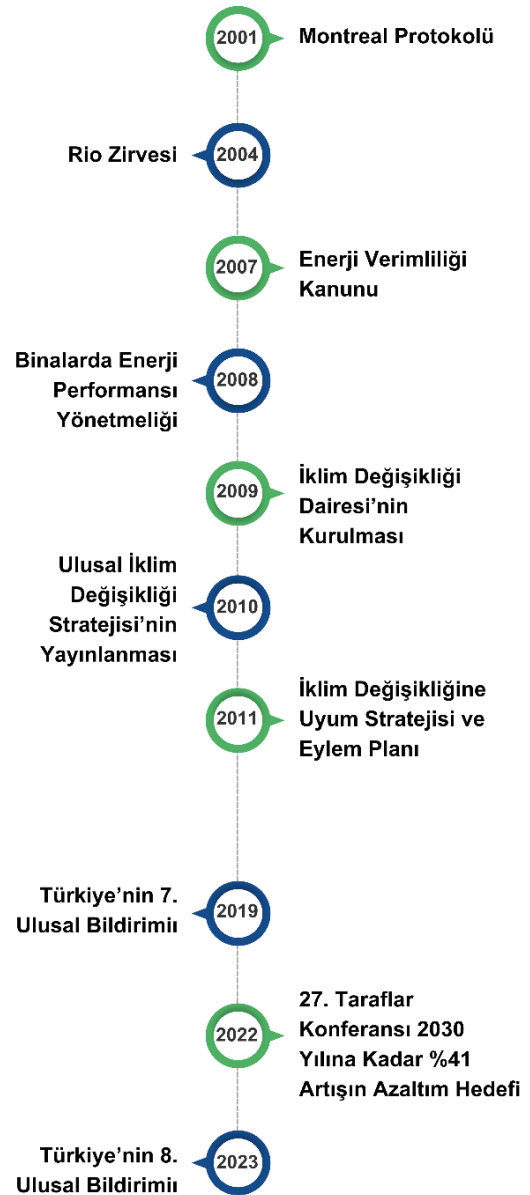 2001
Montreal Protokolü
Rio Zirvesi
2004
2007
Enerji Verimliliği
Kanunu
Binalarda Enerji
Performansı
Yönetmeliği
2008
2009
İklim Değişikliği
Dairesi’nin
Kurulması
Ulusal İklim
Değişikliği
Stratejisi’nin
Yayınlanması
2010
2011
İklim Değişikliğine
Uyum Stratejisi ve
Eylem Planı
Türkiye’nin 7.
Ulusal Bildirimiı
2019
2022
27. Taraflar
Konferansı 2030
Yılına Kadar %41
Artışın Azaltım Hedefi
Türkiye’nin 8.
Ulusal Bildirimiı
2023